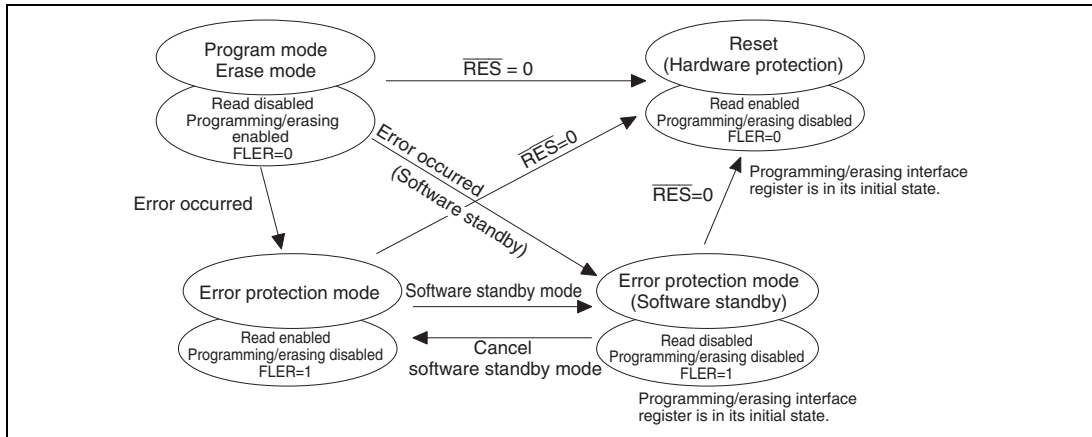 Program mode
Erase mode
Read disabled
Programming/erasing
enabled
FLER=0
RES = 0
Reset
(Hardware protection)
Read enabled
Programming/erasing disabled
FLER=0
Programming/erasing interface
register is in its initial state.
Error occurred
Error occurred
(Software standby)
RES=0
RES=0
Error protection mode
Read enabled
Programming/erasing disabled
FLER=1
Software standby mode
Cancel
software standby mode
Error protection mode
(Software standby)
Read disabled
Programming/erasing disabled
FLER=1
Programming/erasing interface
register is in its initial state.